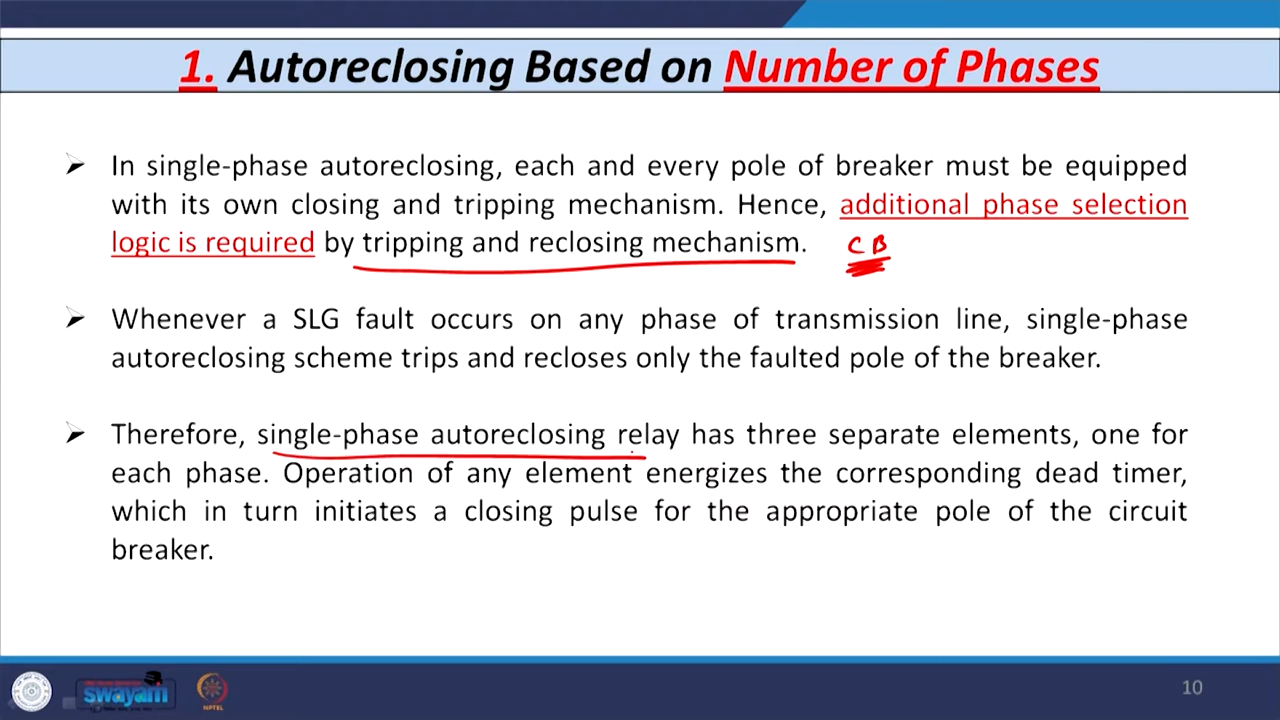 1. Autoreclosing Based on Number of Phases
➢ In single-phase autoreclosing, each and every pole of breaker must be equipped
with its own closing and tripping mechanism. Hence, additional phase selection
logic is required by tripping and reclosing mechanism.
CB
➢ Whenever a SLG fault occurs on any phase of transmission line, single-phase
autoreclosing scheme trips and recloses only the faulted pole of the breaker.
➢ Therefore, single-phase autoreclosing relay has three separate elements, one for
each phase. Operation of any element energizes the corresponding dead timer,
which in turn initiates a closing pulse for the appropriate pole of the circuit
breaker.
swayam
NPTEL
10